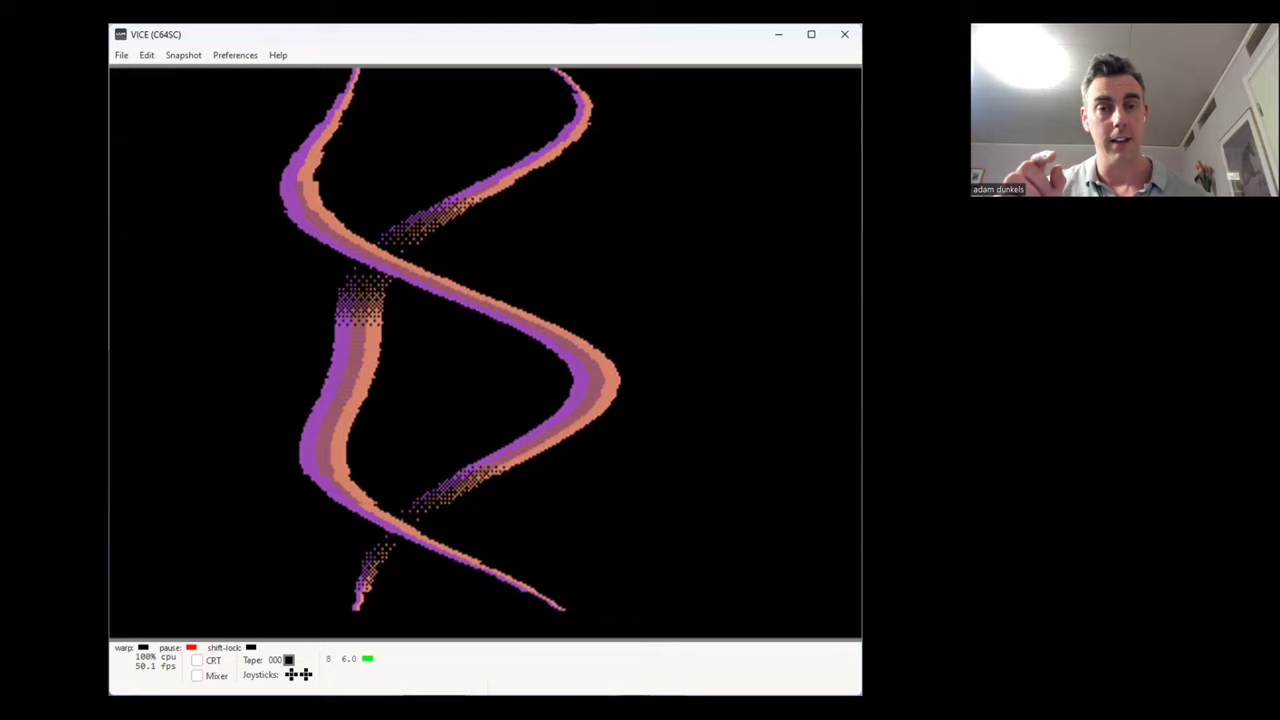 VICE (C64SC)
File Edit Snapshot Preferences Help
adam dunkels
warp: pause: shift-lock:
100% cpu
50.1 fps
CRT
Mixer
Tape: 000
Joysticks:
8 6.0